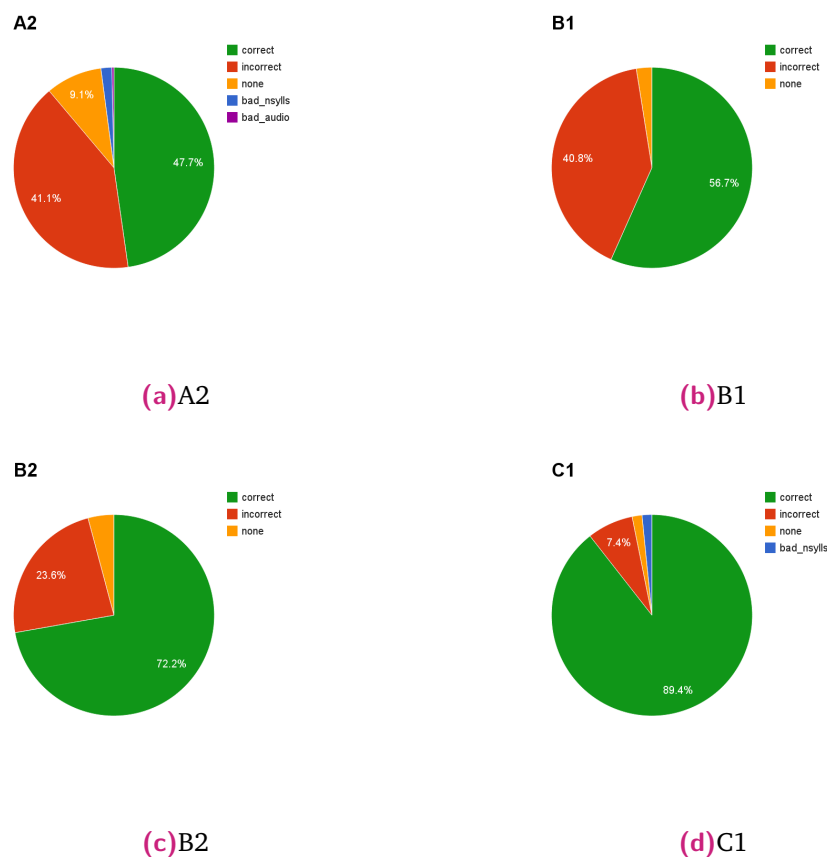 A2
correct
incorrect
none
bad_nsylls
bad_audio
9.1%
47.7%
41.1%
(a)A2
B1
correct
incorrect
none
40.8%
56.7%
(b)B1
B2
correct
incorrect
none
23.6%
72.2%
(c)B2
C1
correct
incorrect
none
bad_nsylls
7.4%
89.4%
(d)C1